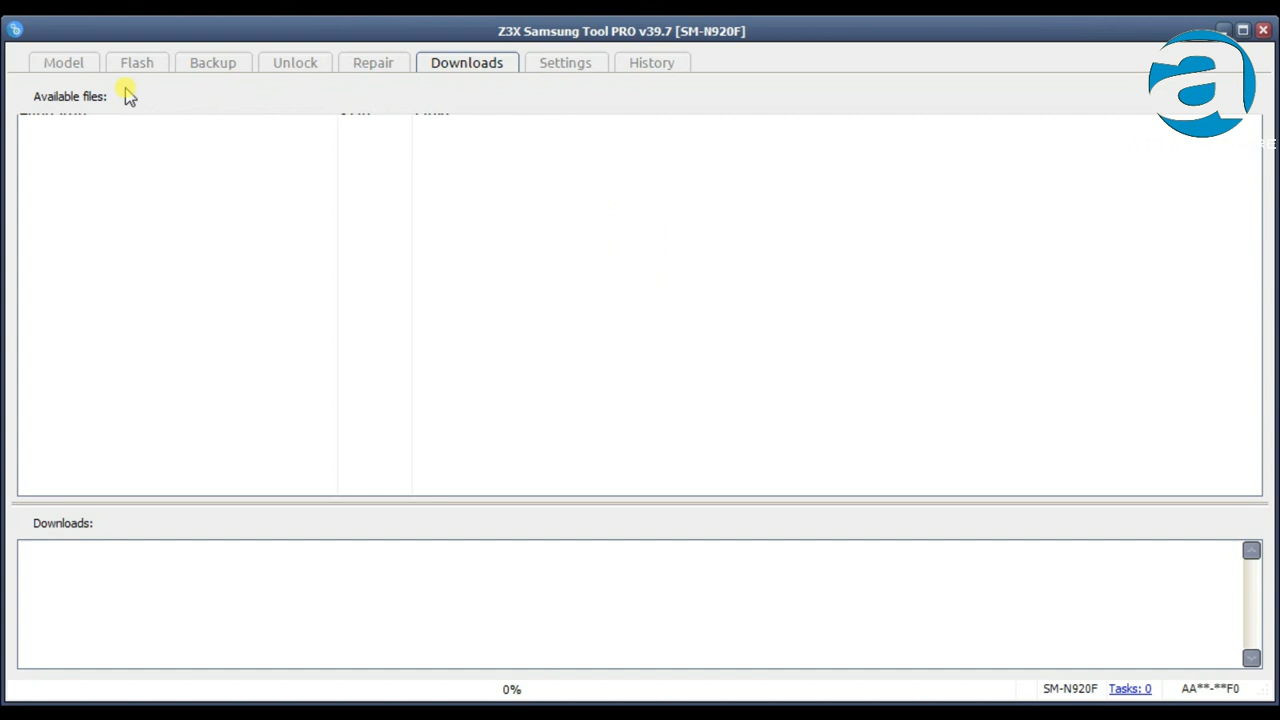 Z3X Samsung Tool PRO v39.7 [SM-N920F]
Model Flash Backup Unlock Repair Downloads Settings History
Available files:
Downloads:
0% SM-N920F Tasks: 0 AA**-**F0